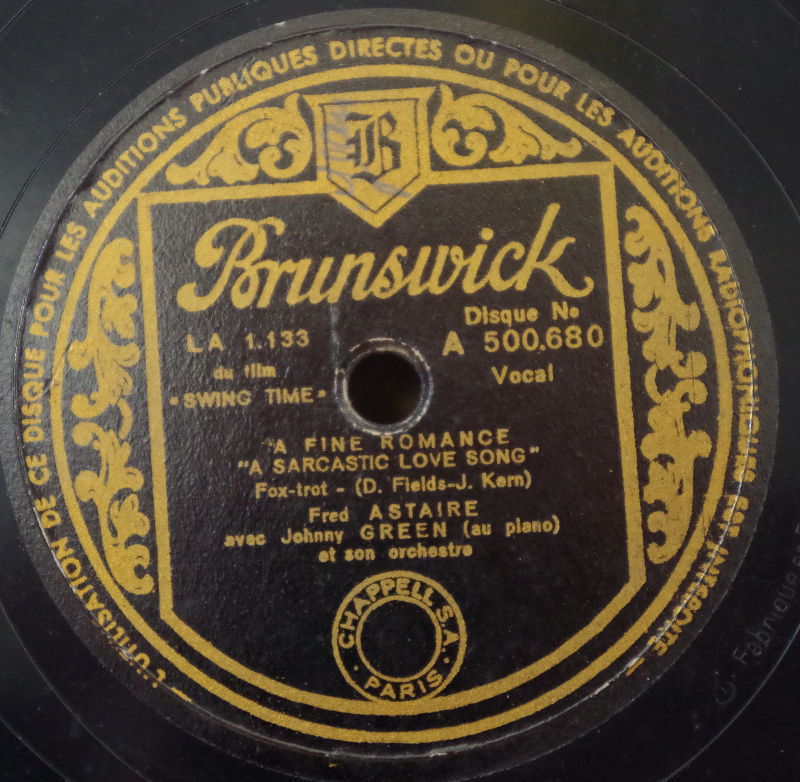 L'UTILISATION DE CE DISQUE POUR LES AUDITIONS PUBLIQUES DIRECTES OU POUR LES AUDITIONS RADIOPHONIQUES EST INTERDITE
B
Brunswick
Disque No
LA 1.133
A 500.680
du film
Vocal
"SWING TIME"
"A FINE ROMANCE
"A SARCASTIC LOVE SONG"
Fox-trot - (D. Fields-J. Kern)
Fred ASTAIRE
avec Johnny GREEN (au piano)
et son orchestre
CHAPPELL S.A.
PARIS
Fabriqué en